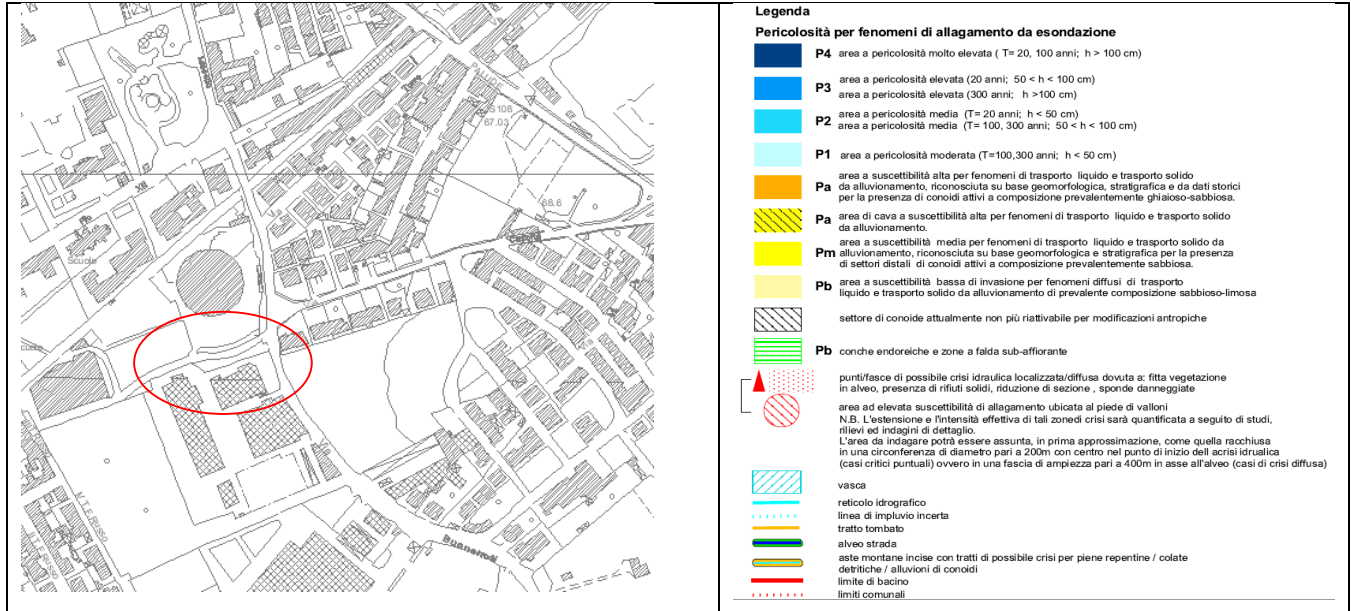 PALUDE
S 108
67.03
68.6
XII
Scuole
Buonarroti
N.T.F.RUSSO
Legenda
Pericolosità per fenomeni di allagamento da esondazione
P4 area a pericolosità molto elevata ( T= 20, 100 anni; h > 100 cm)
P3 area a pericolosità elevata (20 anni; 50 < h < 100 cm)
area a pericolosità elevata (300 anni; h >100 cm)
P2 area a pericolosità media (T= 20 anni; h < 50 cm)
area a pericolosità media (T= 100, 300 anni; 50 < h < 100 cm)
P1 area a pericolosità moderata (T=100,300 anni; h < 50 cm)
Pa area a suscettibilità alta per fenomeni di trasporto liquido e trasporto solido
da alluvionamento, riconosciuta su base geomorfologica, stratigrafica e da dati storici
per la presenza di conoidi attivi a composizione prevalentemente ghiaioso-sabbiosa.
Pa area di cava a suscettibilità alta per fenomeni di trasporto liquido e trasporto solido
da alluvionamento.
Pm area a suscettibilità media per fenomeni di trasporto liquido e trasporto solido da
alluvionamento, riconosciuta su base geomorfologica e stratigrafica per la presenza
di settori distali di conoidi attivi a composizione prevalentemente sabbiosa.
Pb area a suscettibilità bassa di invasione per fenomeni diffusi di trasporto
liquido e trasporto solido da alluvionamento di prevalente composizione sabbioso-limosa
settore di conoide attualmente non più riattivabile per modificazioni antropiche
Pb conche endoreiche e zone a falda sub-affiorante
punti/fasce di possibile crisi idraulica localizzata/diffusa dovuta a: fitta vegetazione
in alveo, presenza di rifiuti solidi, riduzione di sezione , sponde danneggiate
area ad elevata suscettibilità di allagamento ubicata al piede di valloni
N.B. L'estensione e l'intensità effettiva di tali zonedi crisi sarà quantificata a seguito di studi,
rilievi ed indagini di dettaglio.
L'area da indagare potrà essere assunta, in prima approssimazione, come quella racchiusa
in una circonferenza di diametro pari a 200m con centro nel punto di inizio dell acrisi idrualica
(casi critici puntuali) ovvero in una fascia di ampiezza pari a 400m in asse all'alveo (casi di crisi diffusa)
vasca
reticolo idrografico
linea di impluvio incerta
tratto tombato
alveo strada
aste montane incise con tratti di possibile crisi per piene repentine / colate
detritiche / alluvioni di conoidi
limite di bacino
limiti comunali